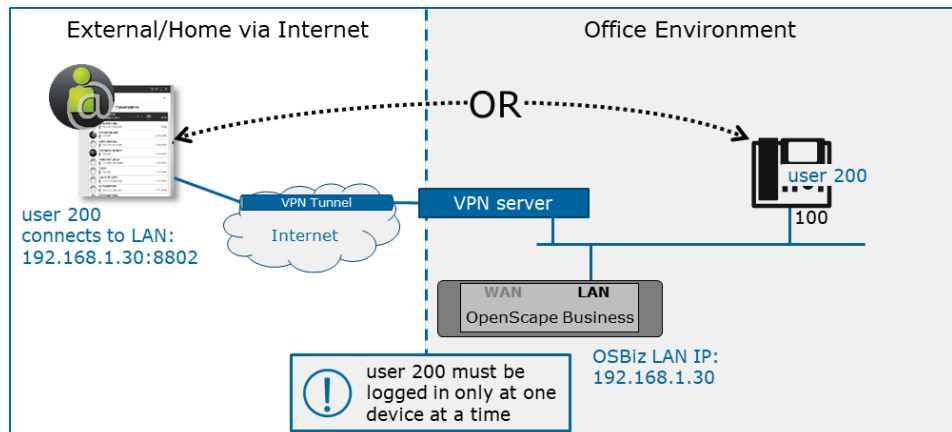 External/Home via Internet
Office Environment
OR
user 200
100
VPN Tunnel
VPN server
Internet
user 200
connects to LAN:
192.168.1.30:8802
WAN
LAN
OpenScape Business
OSBiz LAN IP:
192.168.1.30
user 200 must be
logged in only at one
device at a time